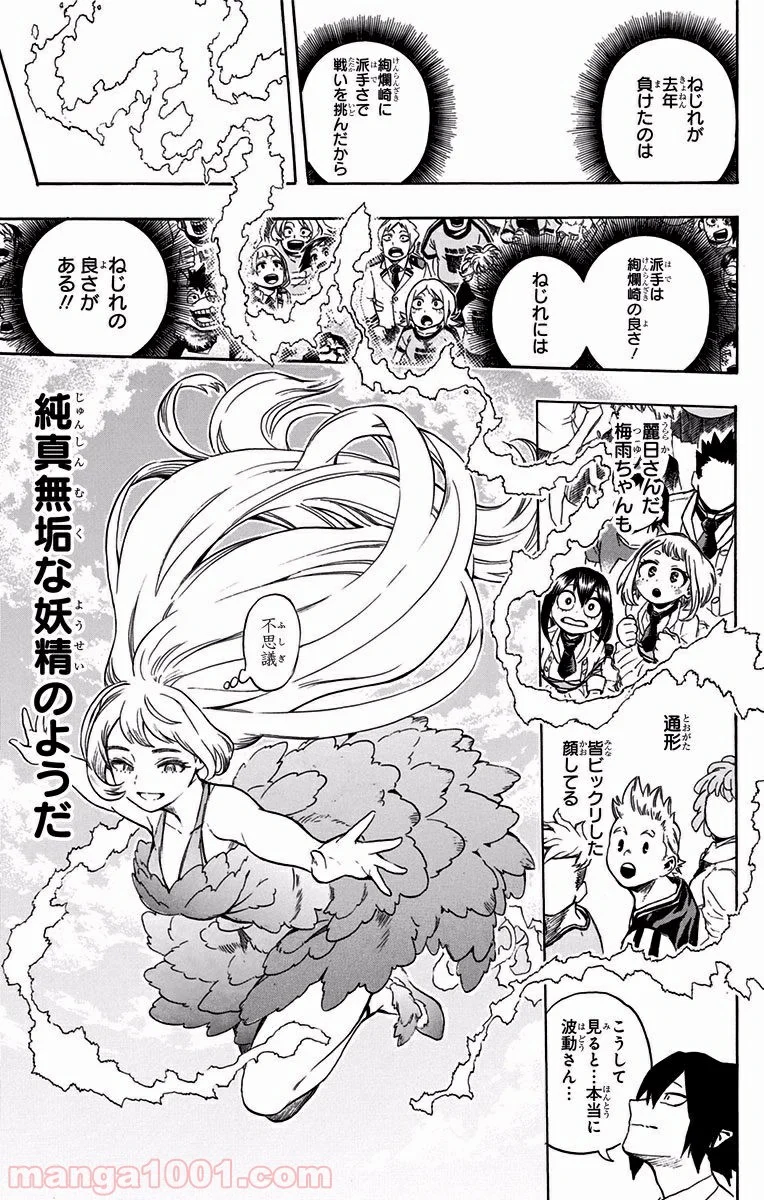 ねじれが
去年
負けたのは
絢爛崎に
派手さで
戦いを挑んだから
派手は
絢爛崎の良さ!
ねじれには
ねじれの
良さが
ある!!
麗日さんだ
梅雨ちゃんも
通形
皆ビックリした
顔してる
こうして
見ると…本当に
波動さん…
不思議
純真無垢な妖精のようだ
manga1001.com